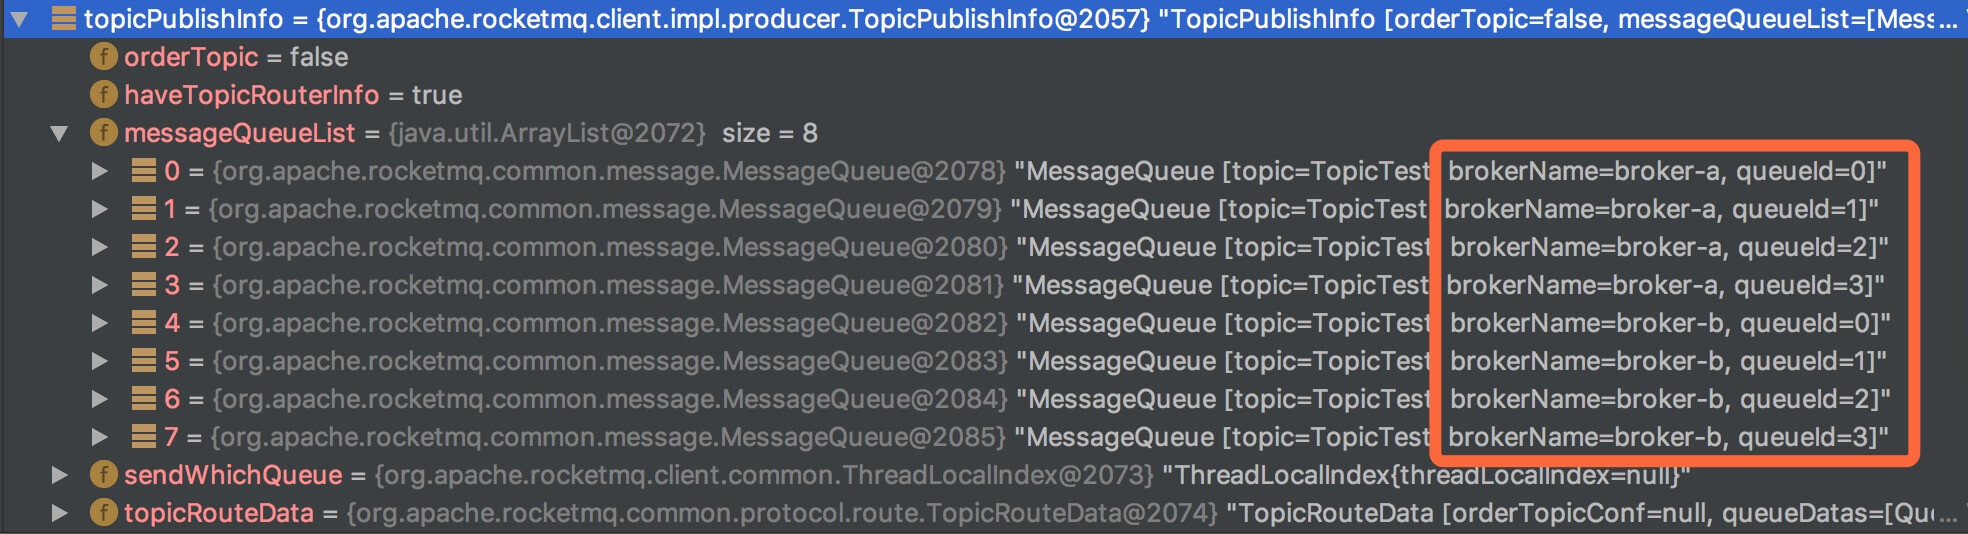 topicPublishInfo = {org.apache.rocketmq.client.impl.producer.TopicPublishInfo@2057} "TopicPublishInfo [orderTopic=false, messageQueueList=[Mess...
f orderTopic = false
f haveTopicRouterInfo = true
f messageQueueList = {java.util.ArrayList@2072} size = 8
0 = {org.apache.rocketmq.common.message.MessageQueue@2078} "MessageQueue [topic=TopicTest brokerName=broker-a, queueId=0]"
1 = {org.apache.rocketmq.common.message.MessageQueue@2079} "MessageQueue [topic=TopicTest brokerName=broker-a, queueId=1]"
2 = {org.apache.rocketmq.common.message.MessageQueue@2080} "MessageQueue [topic=TopicTest brokerName=broker-a, queueId=2]"
3 = {org.apache.rocketmq.common.message.MessageQueue@2081} "MessageQueue [topic=TopicTest brokerName=broker-a, queueId=3]"
4 = {org.apache.rocketmq.common.message.MessageQueue@2082} "MessageQueue [topic=TopicTest brokerName=broker-b, queueId=0]"
5 = {org.apache.rocketmq.common.message.MessageQueue@2083} "MessageQueue [topic=TopicTest brokerName=broker-b, queueId=1]"
6 = {org.apache.rocketmq.common.message.MessageQueue@2084} "MessageQueue [topic=TopicTest brokerName=broker-b, queueId=2]"
7 = {org.apache.rocketmq.common.message.MessageQueue@2085} "MessageQueue [topic=TopicTest brokerName=broker-b, queueId=3]"
f sendWhichQueue = {org.apache.rocketmq.client.common.ThreadLocalIndex@2073} "ThreadLocalIndex{threadLocalIndex=null}"
f topicRouteData = {org.apache.rocketmq.common.protocol.route.TopicRouteData@2074} "TopicRouteData [orderTopicConf=null, queueDatas=[Que...